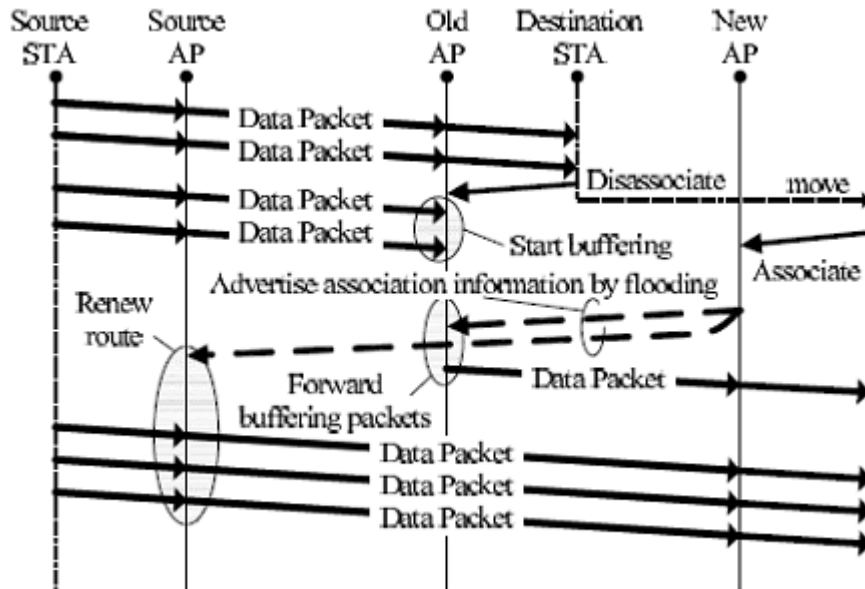 Source STA
Source AP
Old AP
Destination STA
New AP
Data Packet
Data Packet
Disassociate
move
Data Packet
Data Packet
Start buffering
Associate
Advertise association information by flooding
Renew route
Forward buffering packets
Data Packet
Data Packet
Data Packet
Data Packet